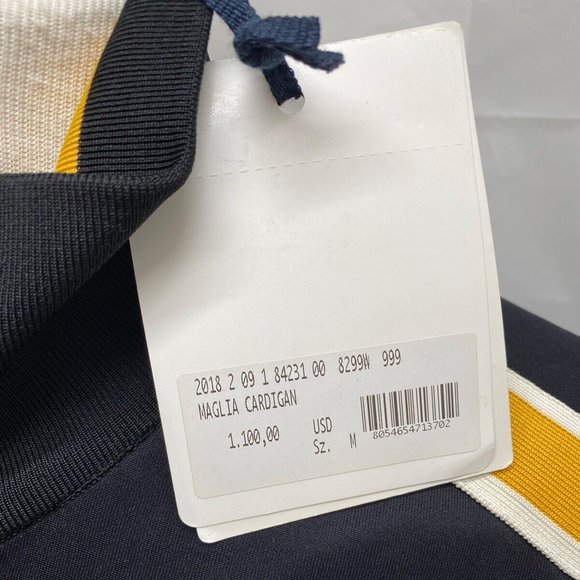 2018 2 09 1 84231 00 8299W 999
MAGLIA CARDIGAN
1.100,00 USD
Sz. M
8054654713702